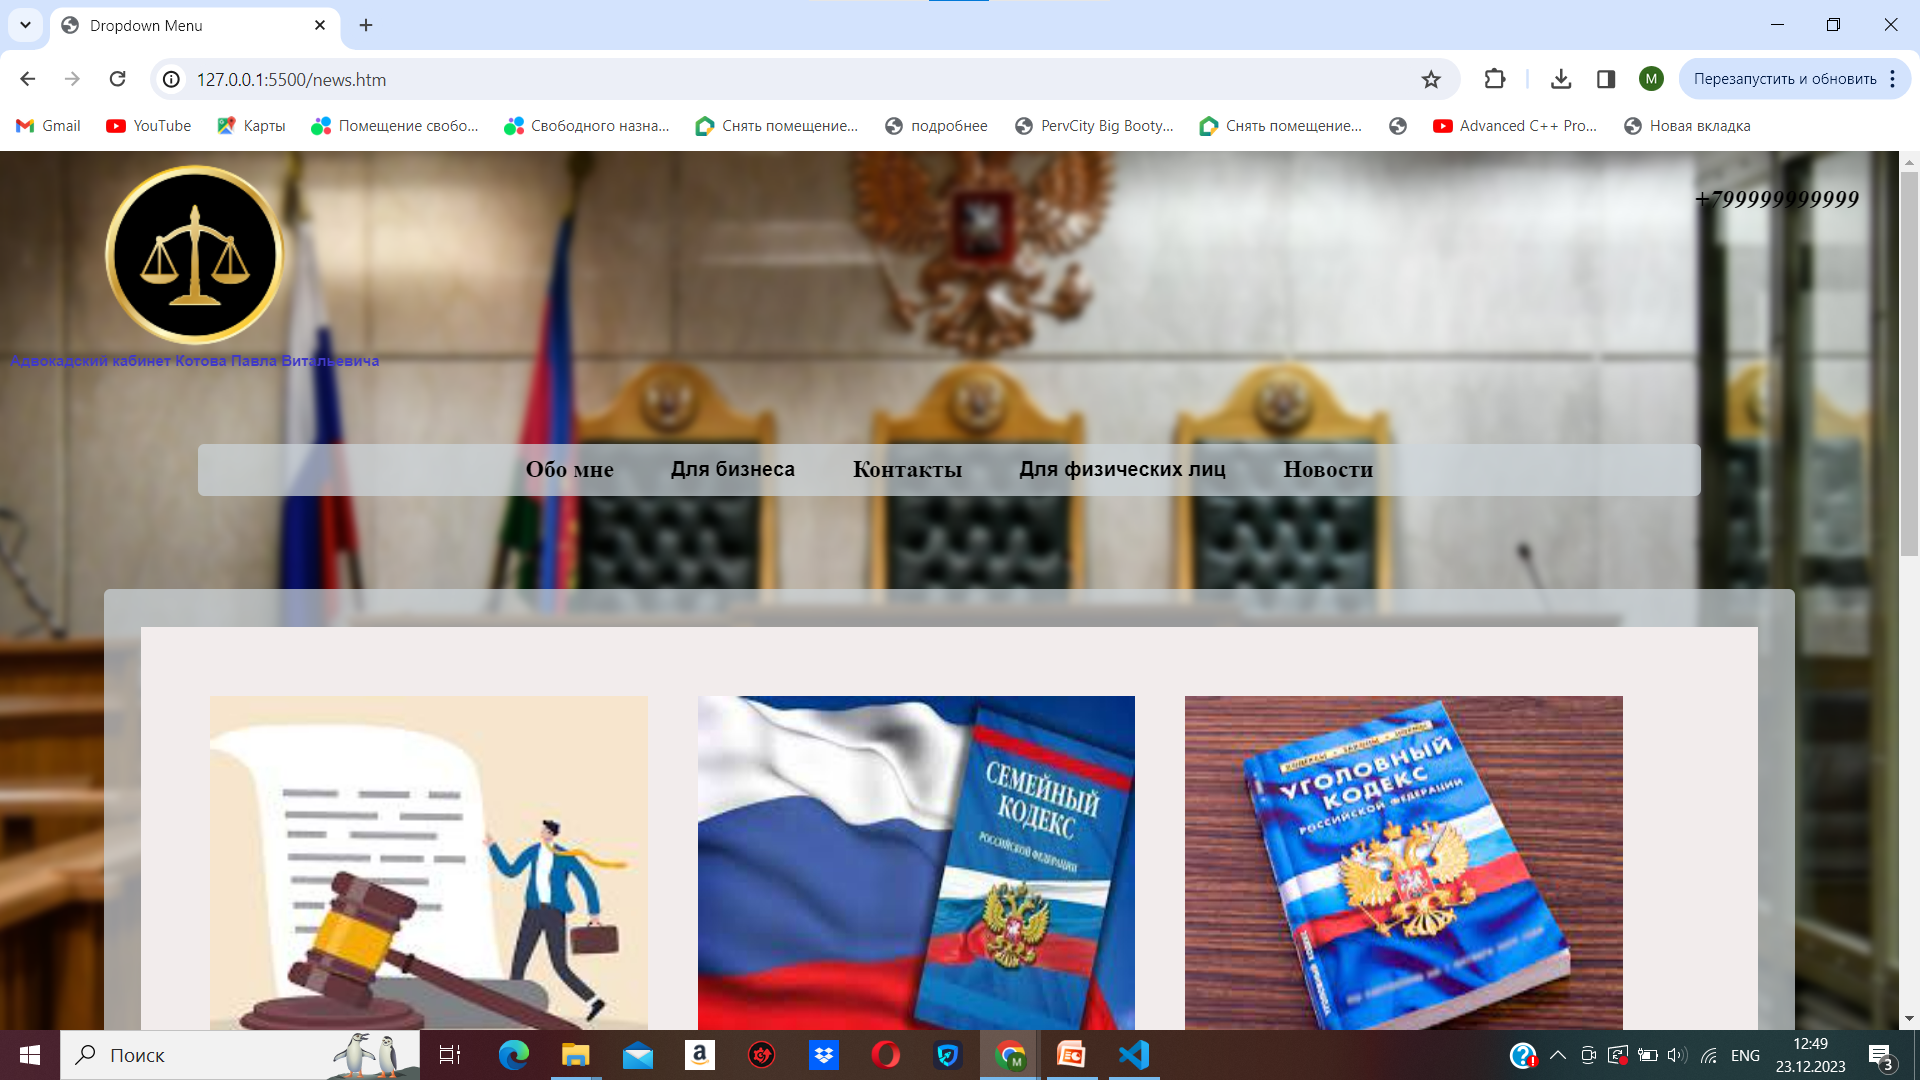 Dropdown Menu
127.0.0.1:5500/news.htm
M
Перезапустить и обновить
Gmail
YouTube
Карты
Помещение свобо...
Свободного назна...
Снять помещение...
подробнее
PervCity Big Booty...
Снять помещение...
Advanced C++ Pro...
Новая вкладка
+799999999999
Адвокадский кабинет Котова Павла Витальевича
Обо мне
Для бизнеса
Контакты
Для физических лиц
Новости
СЕМЕЙНЫЙ
КОДЕКС
РОССИЙСКОЙ ФЕДЕРАЦИИ
УГОЛОВНЫЙ
КОДЕКС
РОССИЙСКОЙ ФЕДЕРАЦИИ
Поиск
a
M
ENG
12:49
23.12.2023
3